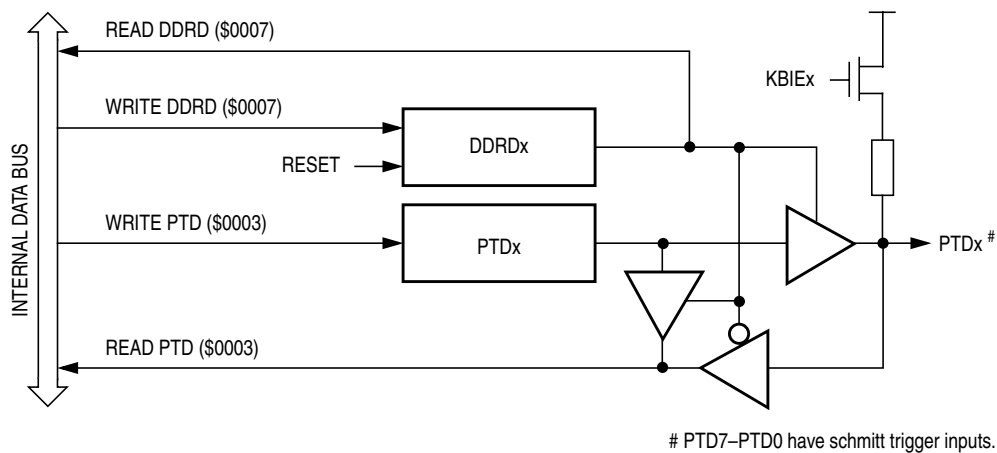 READ DDRD ($0007)
KBIEx
WRITE DDRD ($0007)
DDRDx
RESET
INTERNAL DATA BUS
WRITE PTD ($0003)
PTDx
PTDx #
READ PTD ($0003)
# PTD7–PTD0 have schmitt trigger inputs.